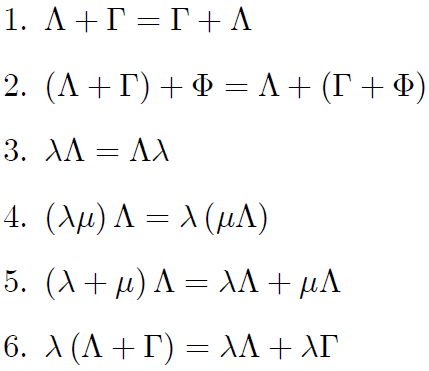 1. Λ + Γ = Γ + Λ
2. (Λ + Γ) + Φ = Λ + (Γ + Φ)
3. λΛ = Λλ
4. (λμ) Λ = λ (μΛ)
5. (λ + μ) Λ = λΛ + μΛ
6. λ (Λ + Γ) = λΛ + λΓ